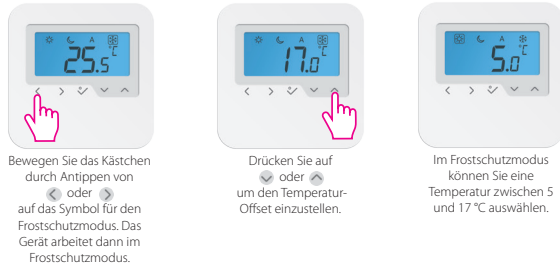 A
25.5 °C
A
17.0 °C
A
5.0 °C
Bewegen Sie das Kästchen
durch Antippen von
oder
auf das Symbol für den
Frostschutzmodus. Das
Gerät arbeitet dann im
Frostschutzmodus.
Drücken Sie auf
oder
um den Temperatur-
Offset einzustellen.
Im Frostschutzmodus
können Sie eine
Temperatur zwischen 5
und 17 °C auswählen.